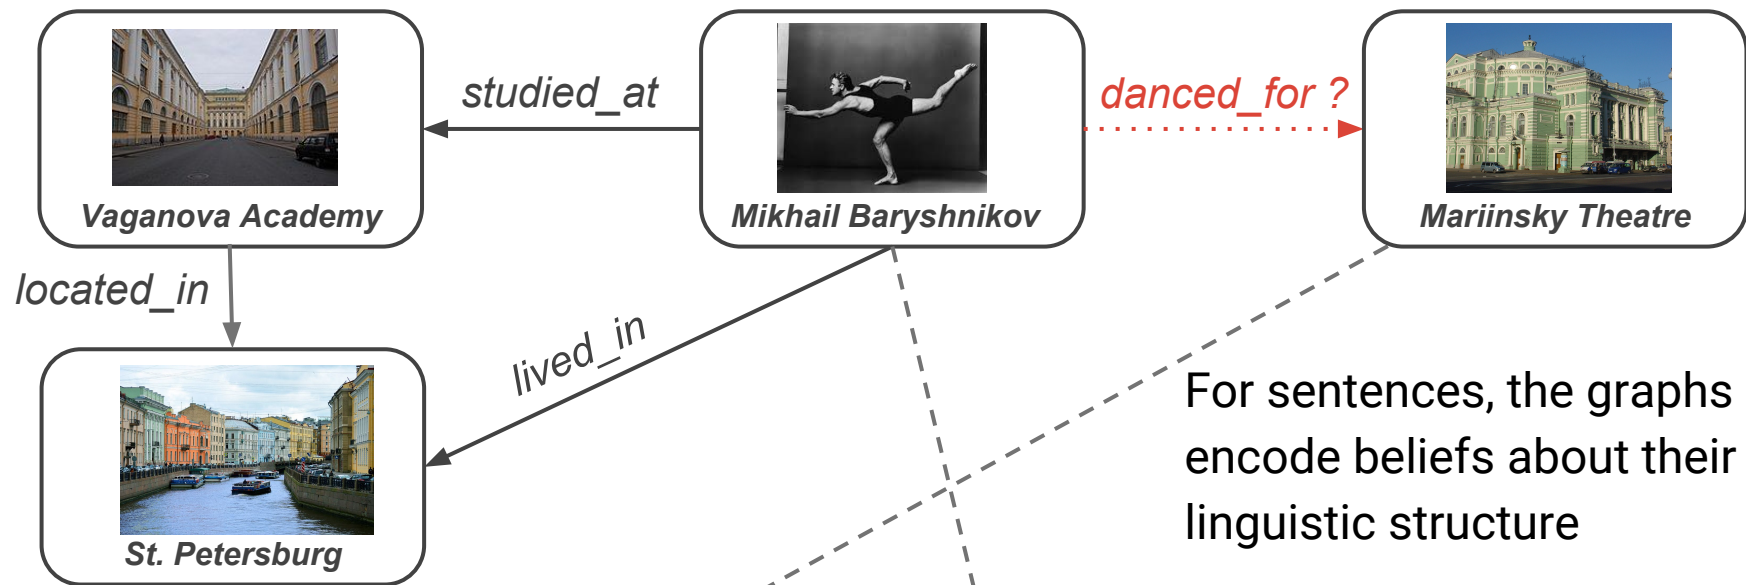 studied_at
danced_for ?
Vaganova Academy
Mikhail Baryshnikov
Mariinsky Theatre
located_in
lived_in
St. Petersburg
For sentences, the graphs
encode beliefs about their
linguistic structure